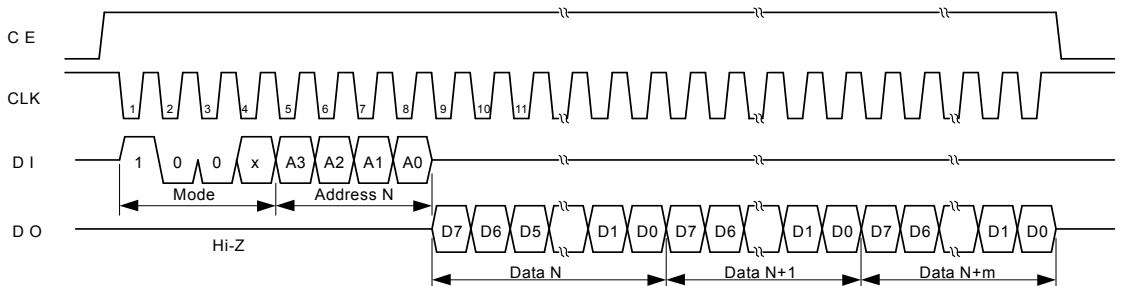 C E
CLK
1 2 3 4 5 6 7 8 9 10 11
D I
1 0 0 x A3 A2 A1 A0
Mode Address N
D O
Hi-Z
D7 D6 D5 D1 D0 D7 D6 D1 D0 D7 D6 D1 D0
Data N Data N+1 Data N+m